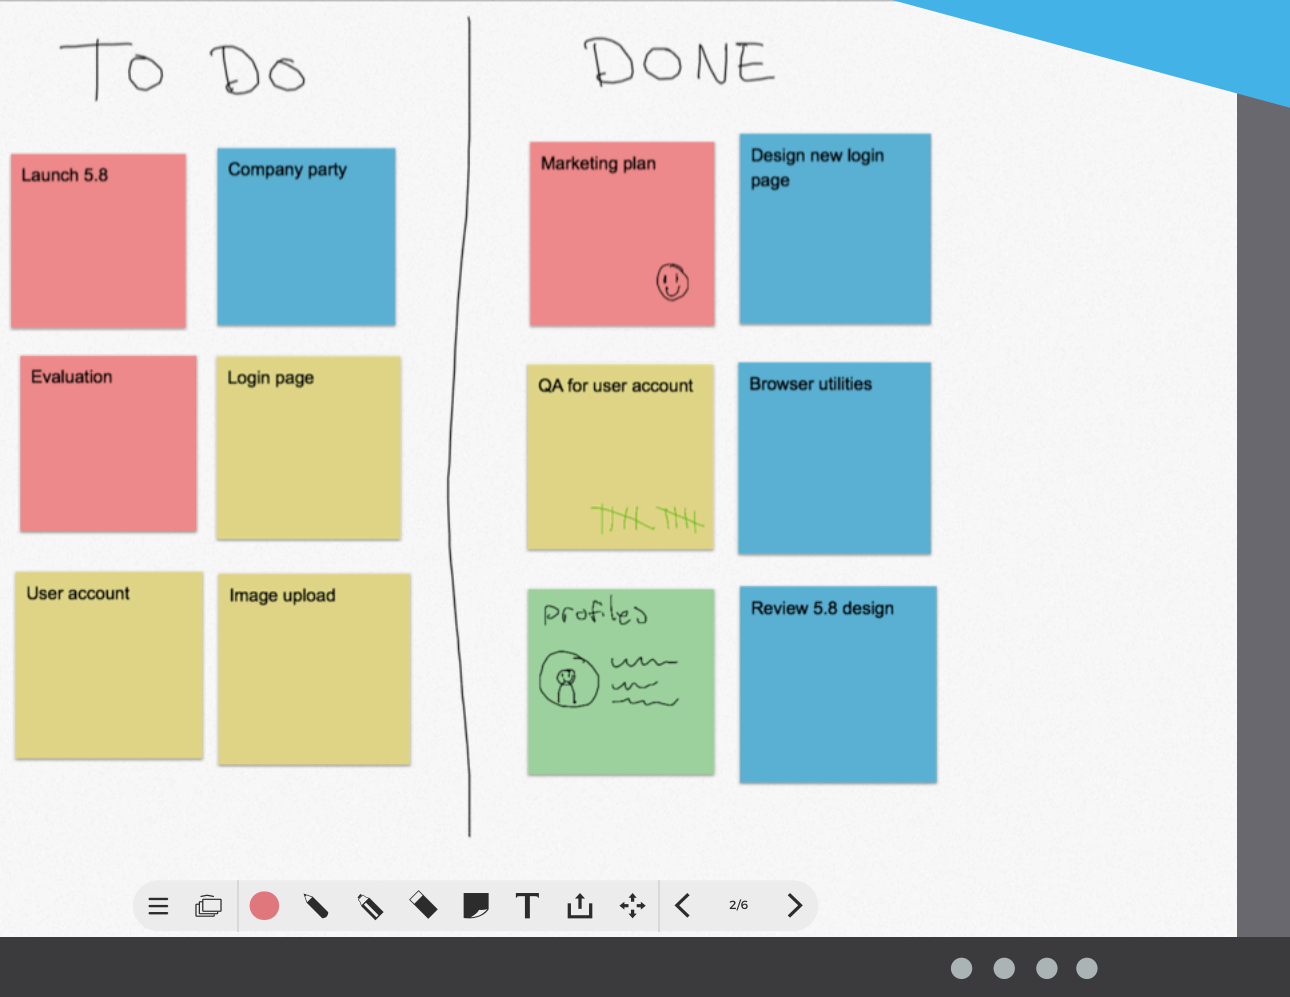 TO DO
DONE
Launch 5.8
Company party
Marketing plan
Design new login
page
Evaluation
Login page
QA for user account
Browser utilities
User account
Image upload
profiles
Review 5.8 design
T
2/6